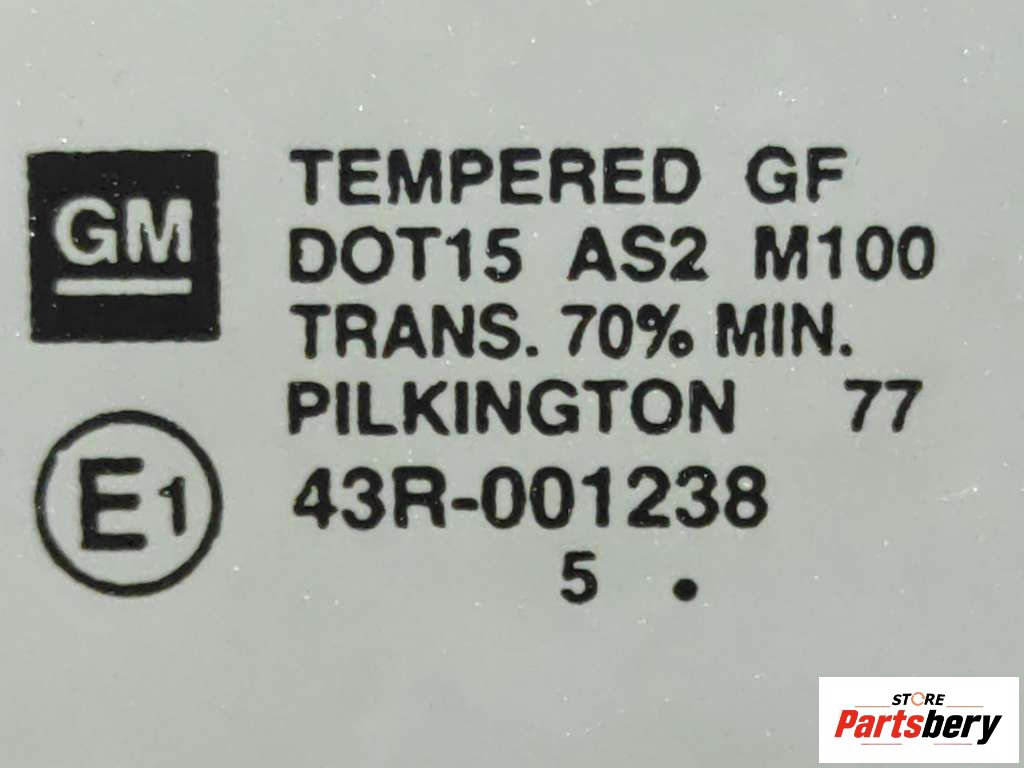 GM
TEMPERED GF
DOT15 AS2 M100
TRANS. 70% MIN.
PILKINGTON 77
E1
43R-001238
5 .
STORE
Partsbery